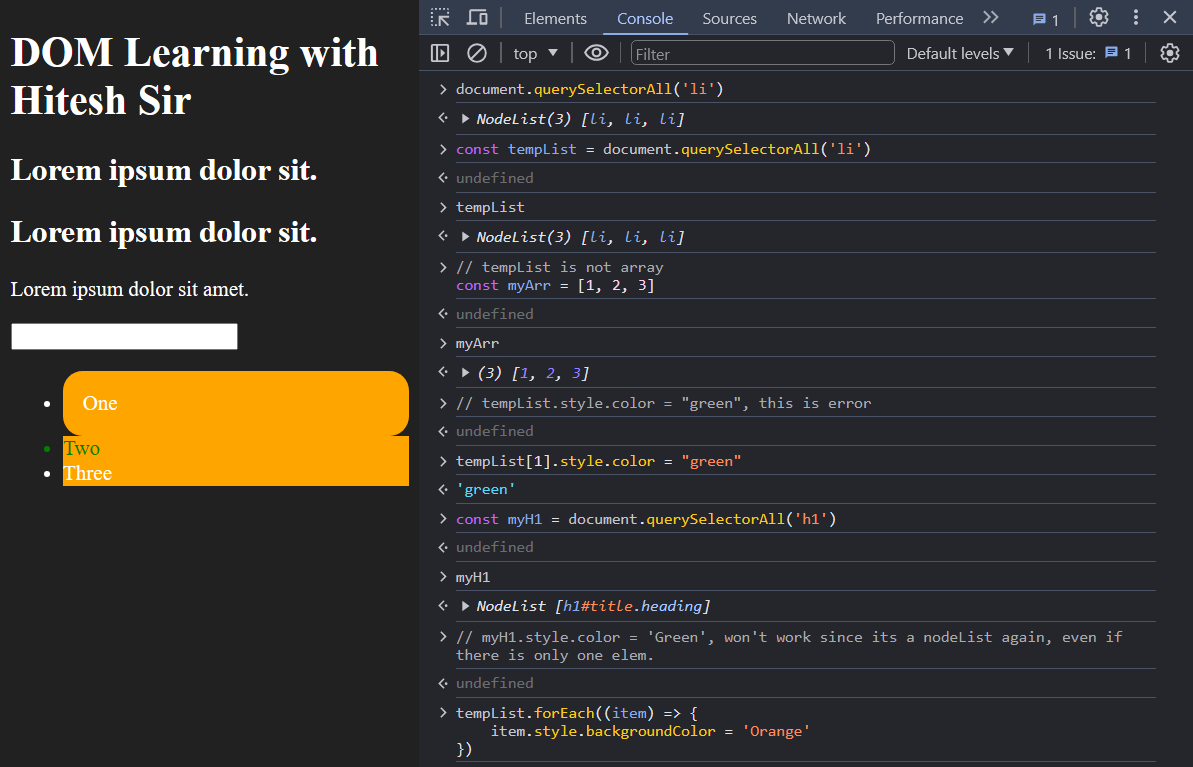 DOM Learning with
Hitesh Sir
Lorem ipsum dolor sit.
Lorem ipsum dolor sit.
Lorem ipsum dolor sit amet.
One
Two
Three
Elements Console Sources Network Performance 1
top Filter Default levels 1 Issue: 1
document.querySelectorAll('li')
NodeList(3) [li, li, li]
const tempList = document.querySelectorAll('li')
undefined
tempList
NodeList(3) [li, li, li]
// tempList is not array
const myArr = [1, 2, 3]
undefined
myArr
(3) [1, 2, 3]
// tempList.style.color = "green", this is error
undefined
tempList[1].style.color = "green"
'green'
const myH1 = document.querySelectorAll('h1')
undefined
myH1
NodeList [h1#title.heading]
// myH1.style.color = 'Green', won't work since its a nodeList again, even if
there is only one elem.
undefined
tempList.forEach((item) => {
    item.style.backgroundColor = 'Orange'
})